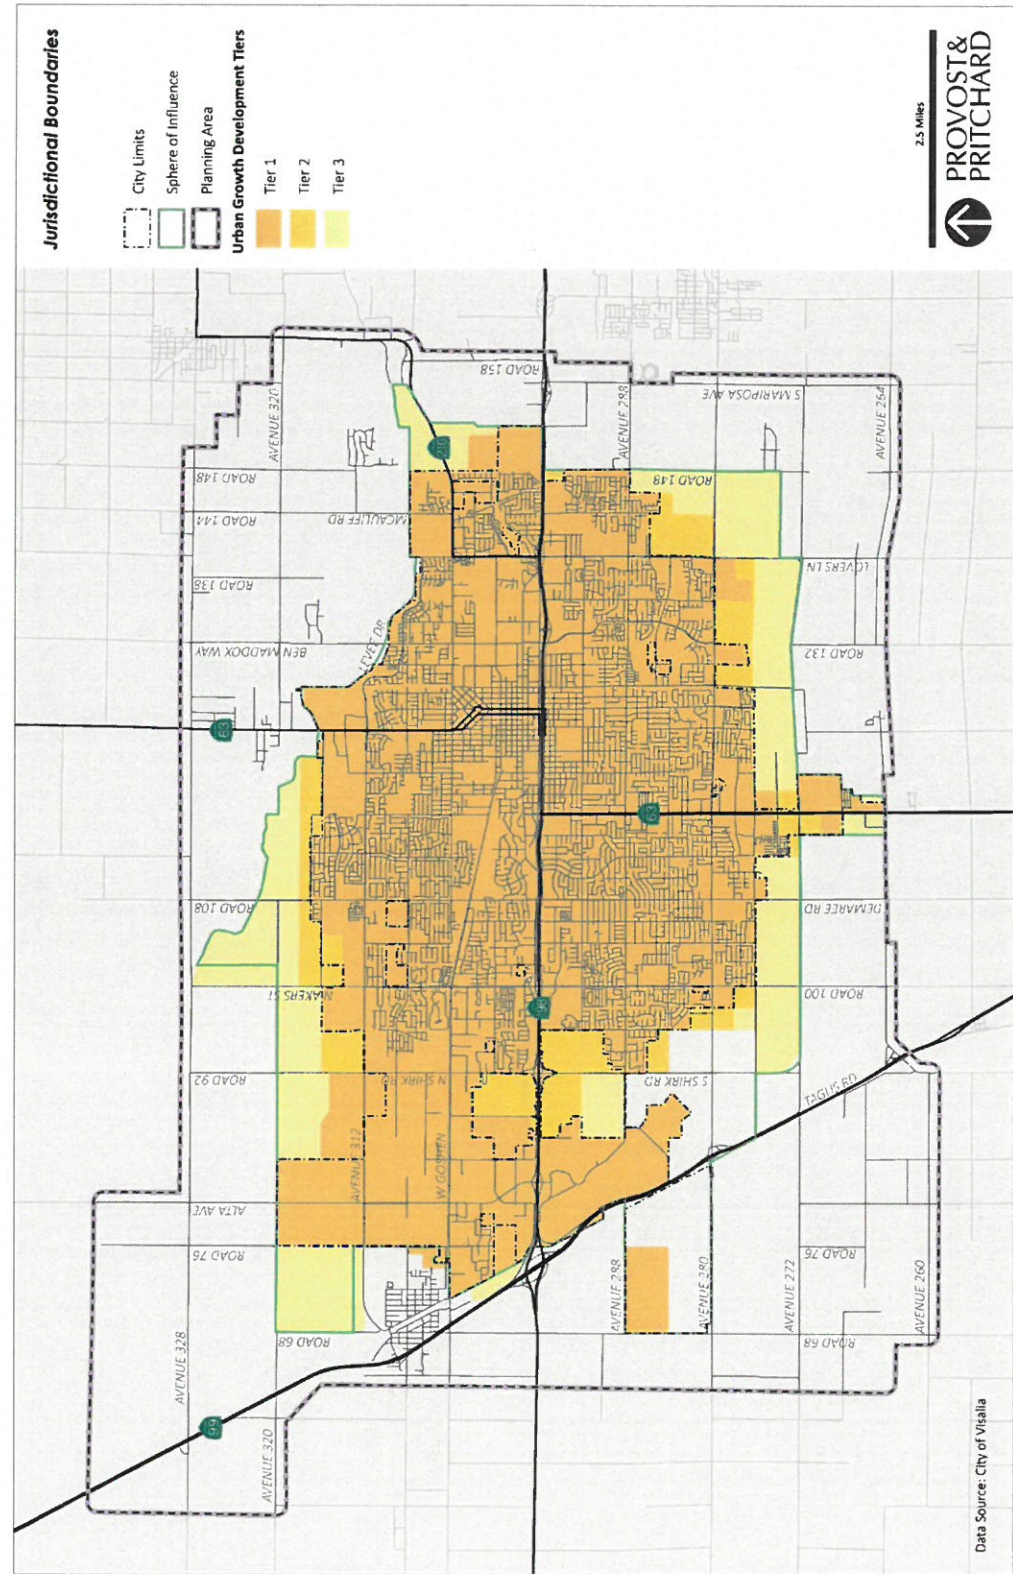 Jurisdictional Boundaries
City Limits
Sphere of Influence
Planning Area
Urban Growth Development Tiers
Tier 1
Tier 2
Tier 3
2.5 Miles
PROVOST&
PRITCHARD
Data Source: City of Visalia
AVENUE 328
AVENUE 320
AVENUE 320
AVENUE 312
AVENUE 288
AVENUE 288
AVENUE 280
AVENUE 272
AVENUE 264
AVENUE 260
ROAD 68
ROAD 68
ROAD 75
ROAD 76
ALTA AVE
ROAD 92
N SHIRK RD
S SHIRK RD
W GOSHEN
ROAD 100
ROAD 108
DEMAREE RD
BEN MADDOX WAY
LEVEE DR
ROAD 132
ROAD 138
LOVERS LN
ROAD 144
MCAULIFF RD
ROAD 148
ROAD 148
ROAD 158
S MARIPOSA AVE
TAGUS RD
99
63
63
198